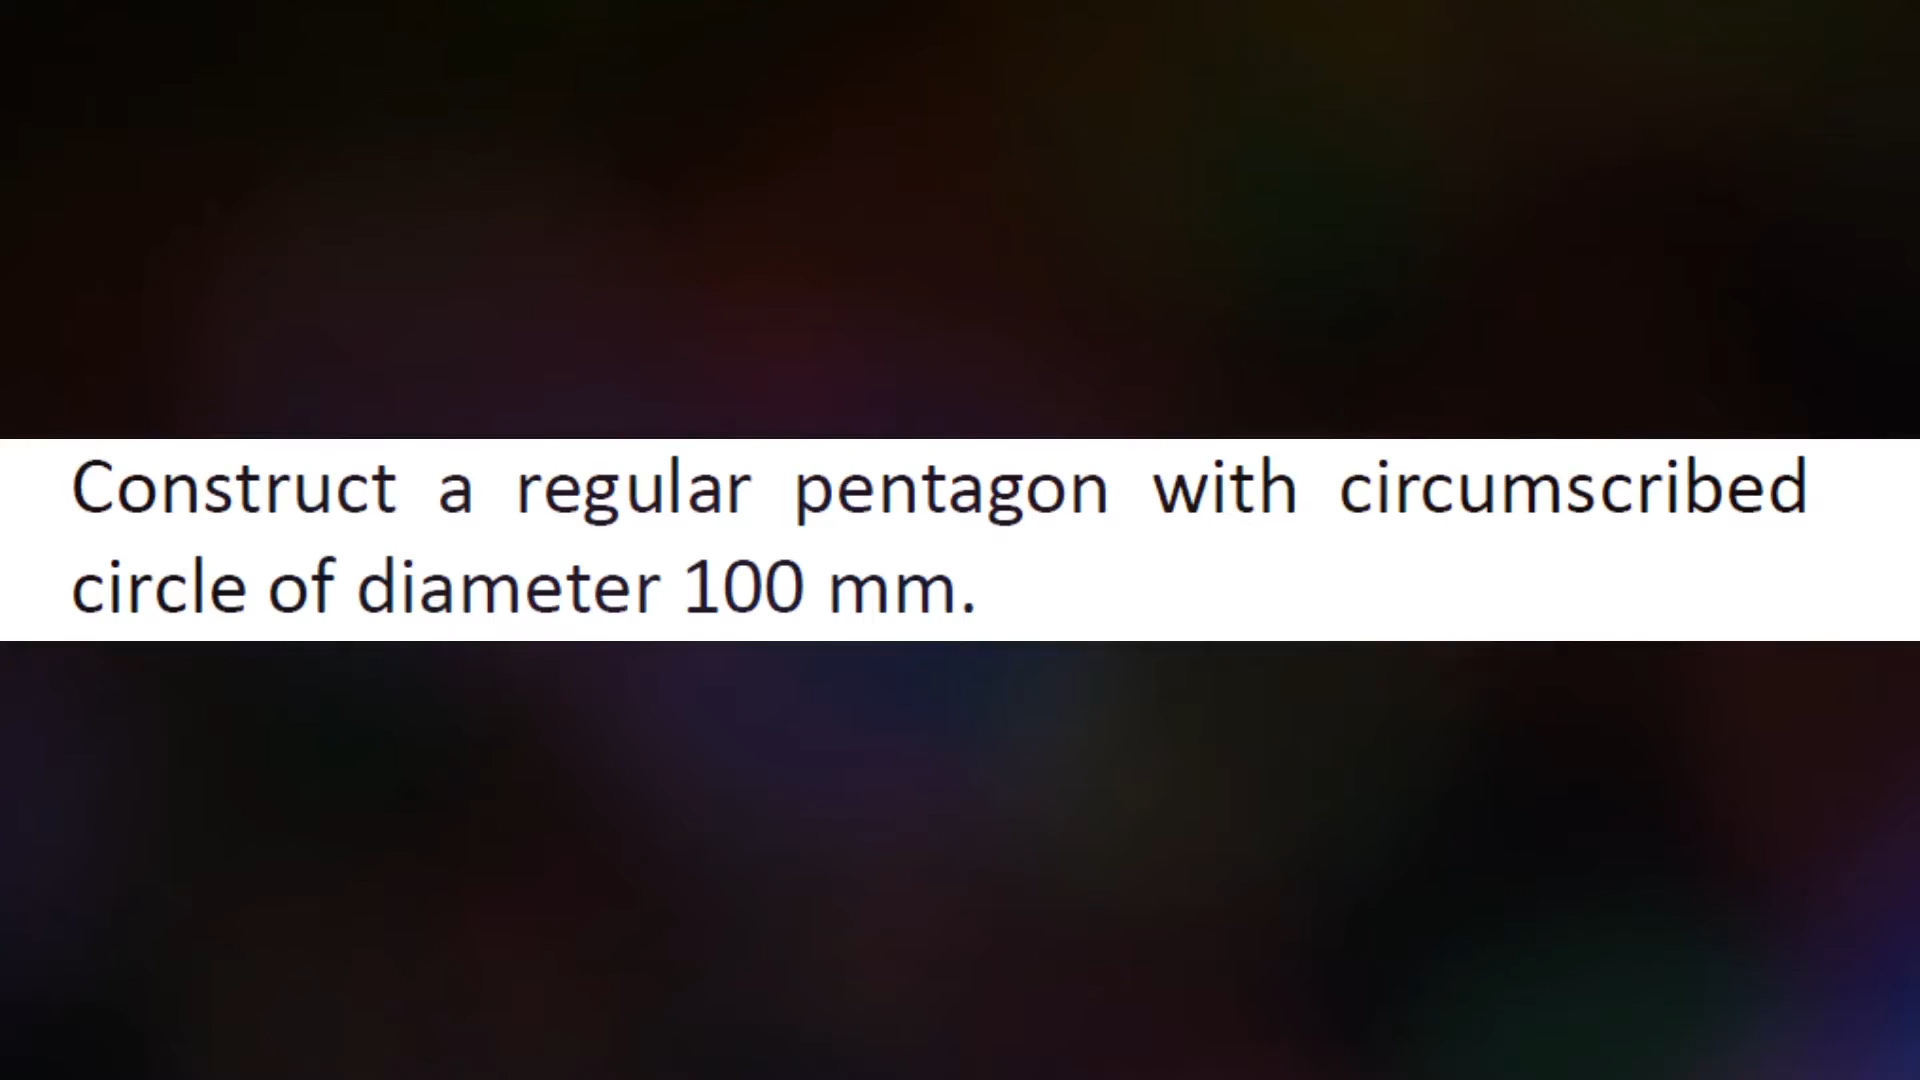 Construct a regular pentagon with circumscribed
circle of diameter 100 mm.